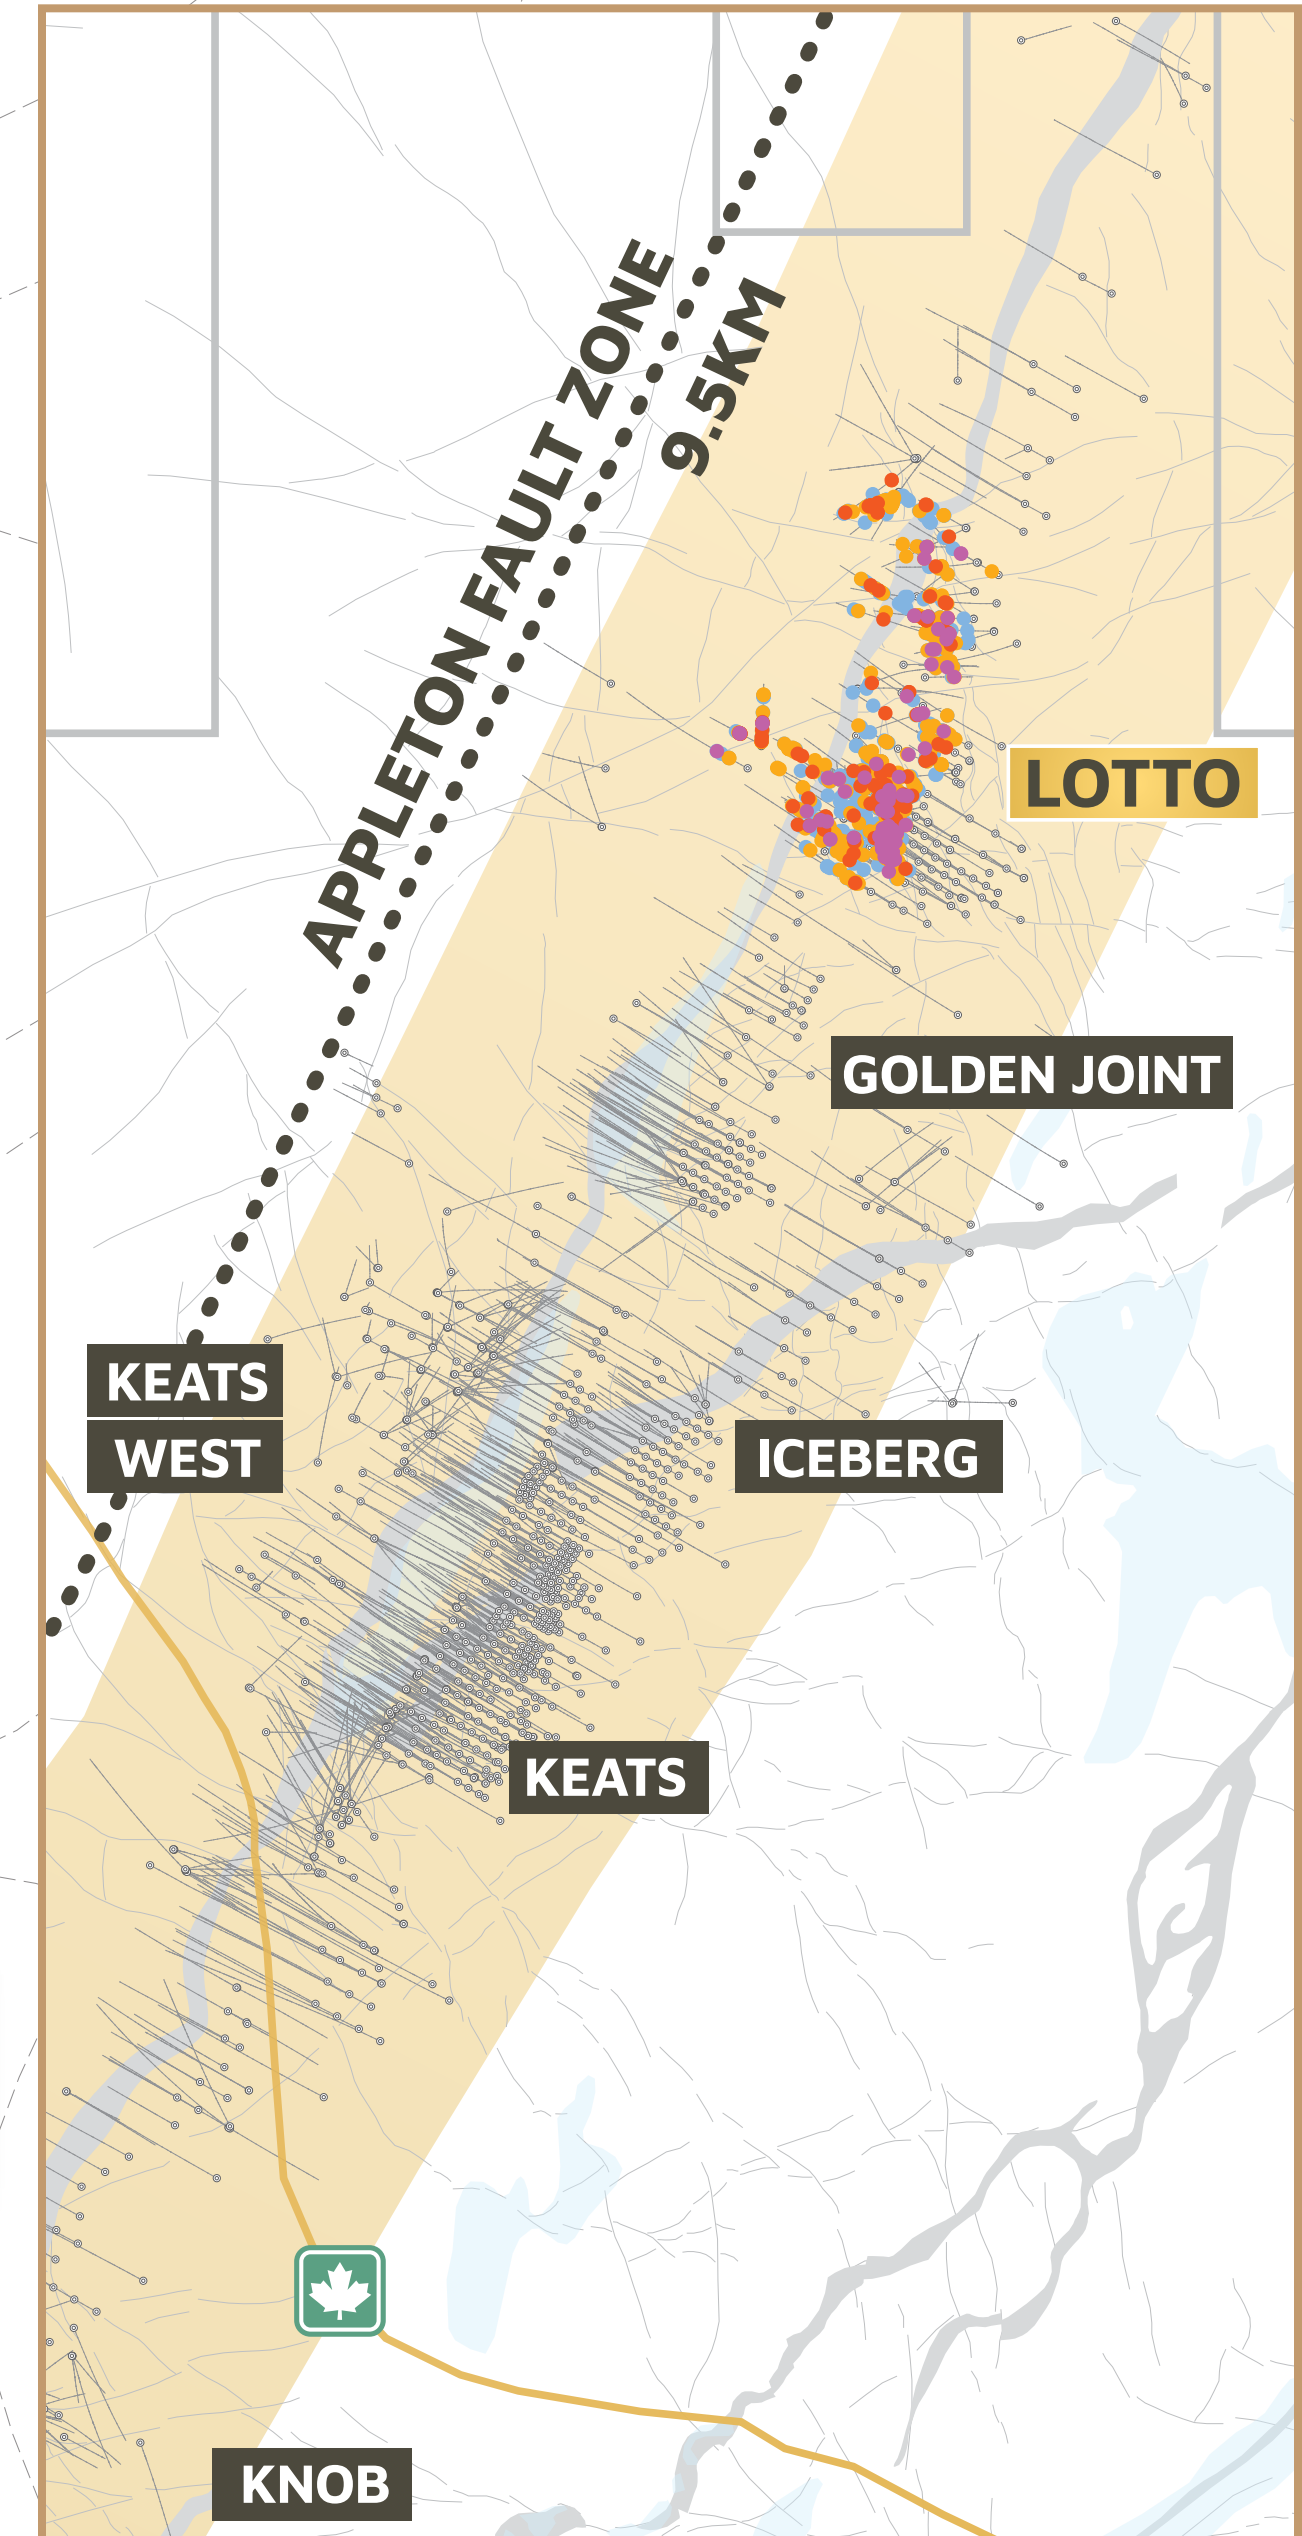 APPLETON FAULT ZONE
9.5KM
LOTTO
GOLDEN JOINT
KEATS
WEST
ICEBERG
KEATS
KNOB